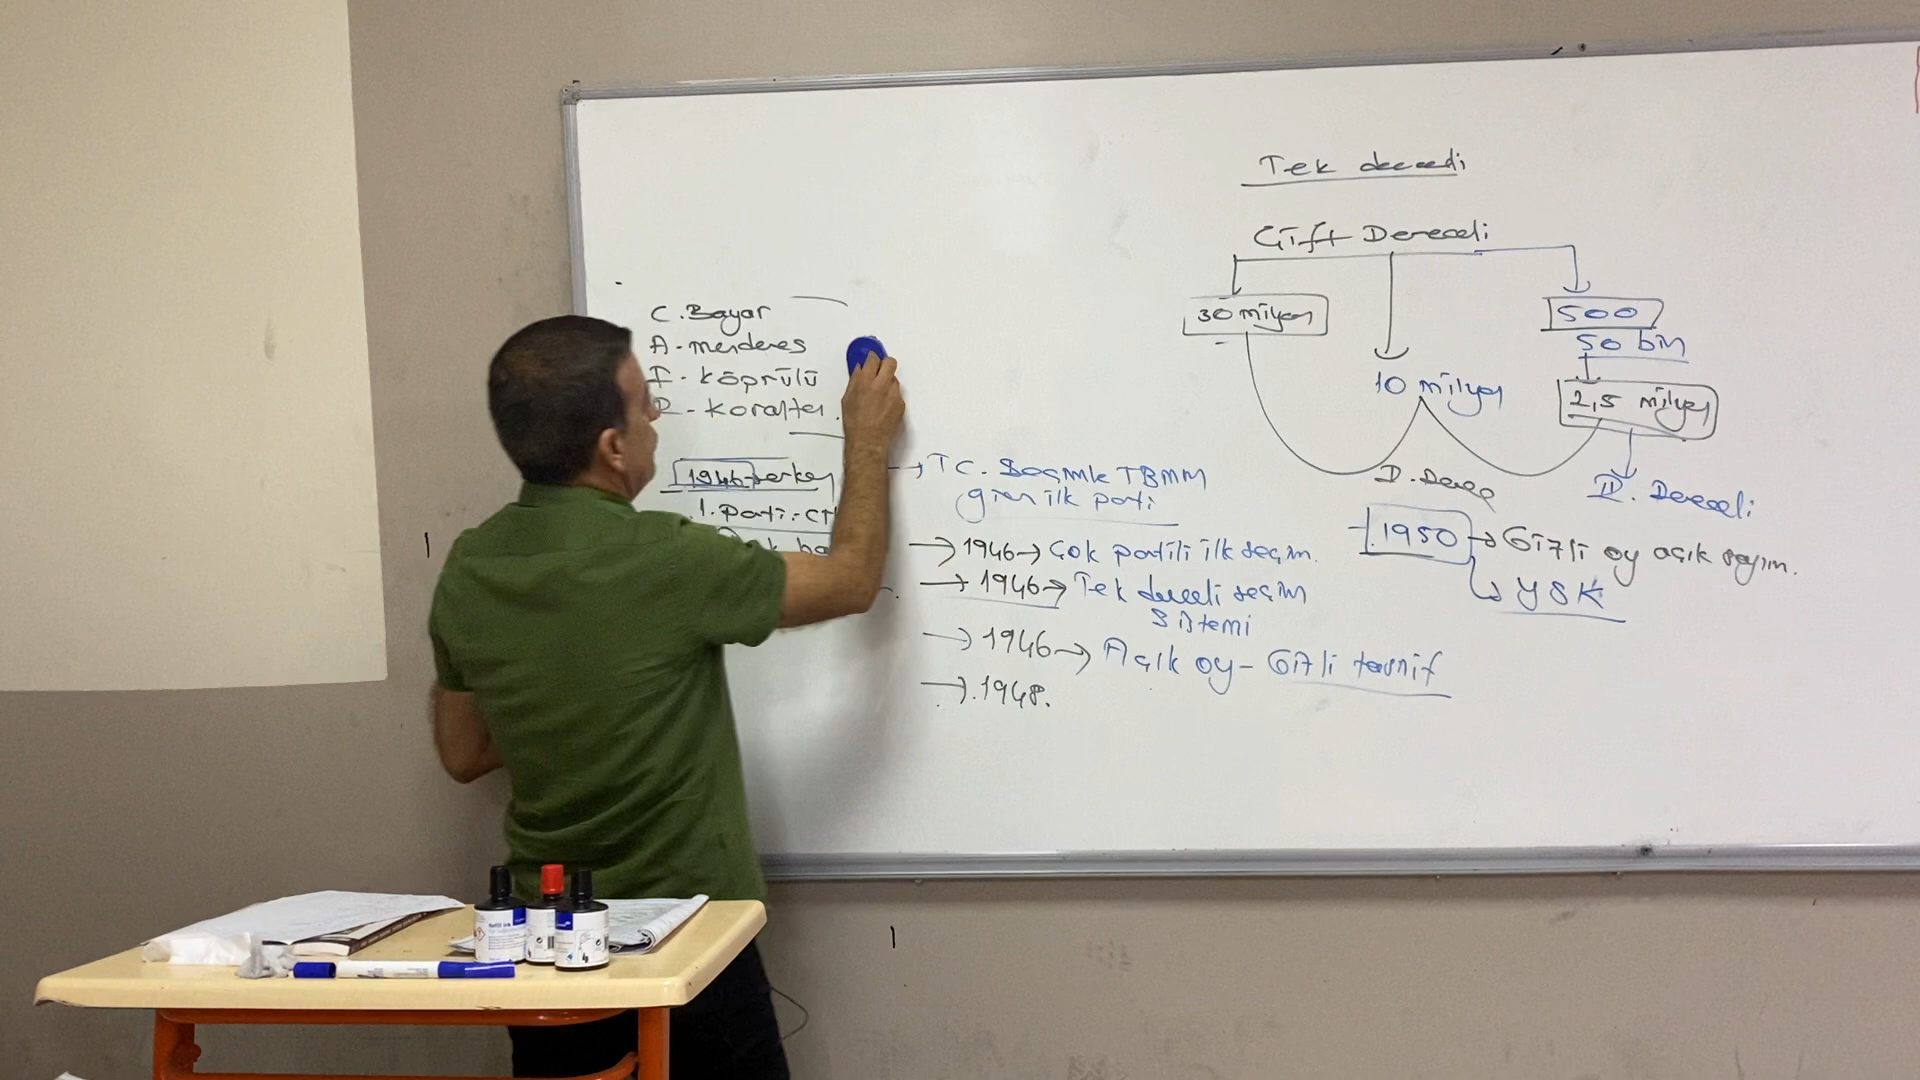 Tek dereceli
Çift Dereceli
30 milyon
10 milyon
500
50 bin
2,5 milyon
I. Derece
II. Dereceli
C. Bayar
A. menderes
F. köprülü
R. koraltan.
1946 → erken
1. Parti: CH
→ TC. Seçimle TBMM
giren ilk parti
→ 1946 → Çok partili ilk seçim.
→ 1946 → Tek dereceli seçim
sistemi
→ 1946 → Açık oy - Gizli tasnif
→ 1948.
1950 → Gizli oy açık sayım.
↳ YSK